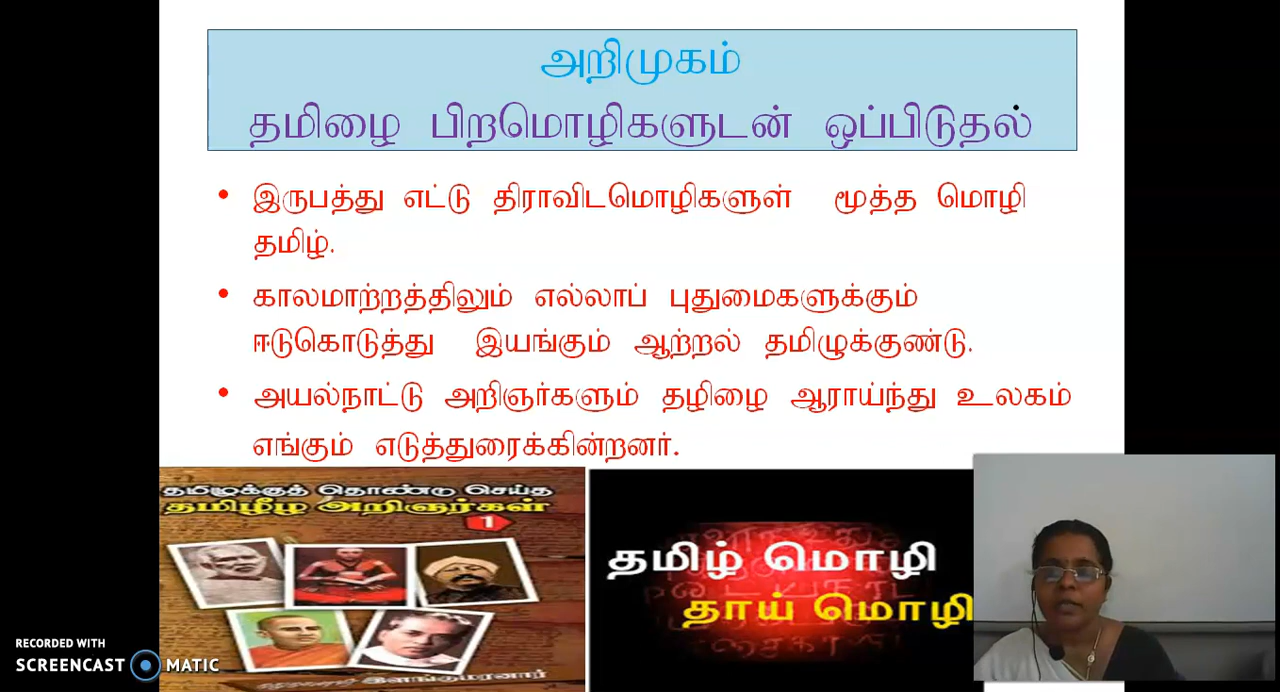 அறிமுகம்
தமிழை பிறமொழிகளுடன் ஒப்பிடுதல்
• இருபத்து எட்டு திராவிடமொழிகளுள் மூத்த மொழி
தமிழ்.
• காலமாற்றத்திலும் எல்லாப் புதுமைகளுக்கும்
ஈடுகொடுத்து இயங்கும் ஆற்றல் தமிழுக்குண்டு.
• அயல்நாட்டு அறிஞர்களும் தழிழை ஆராய்ந்து உலகம்
எங்கும் எடுத்துரைக்கின்றனர்.
தமிழுக்குத் தொண்டு செய்த
தமிழீழ அறிஞர்கள்
1
இளங்குமரனார்
தமிழ் மொழி
தாய் மொழி
RECORDED WITH
SCREENCAST MATIC